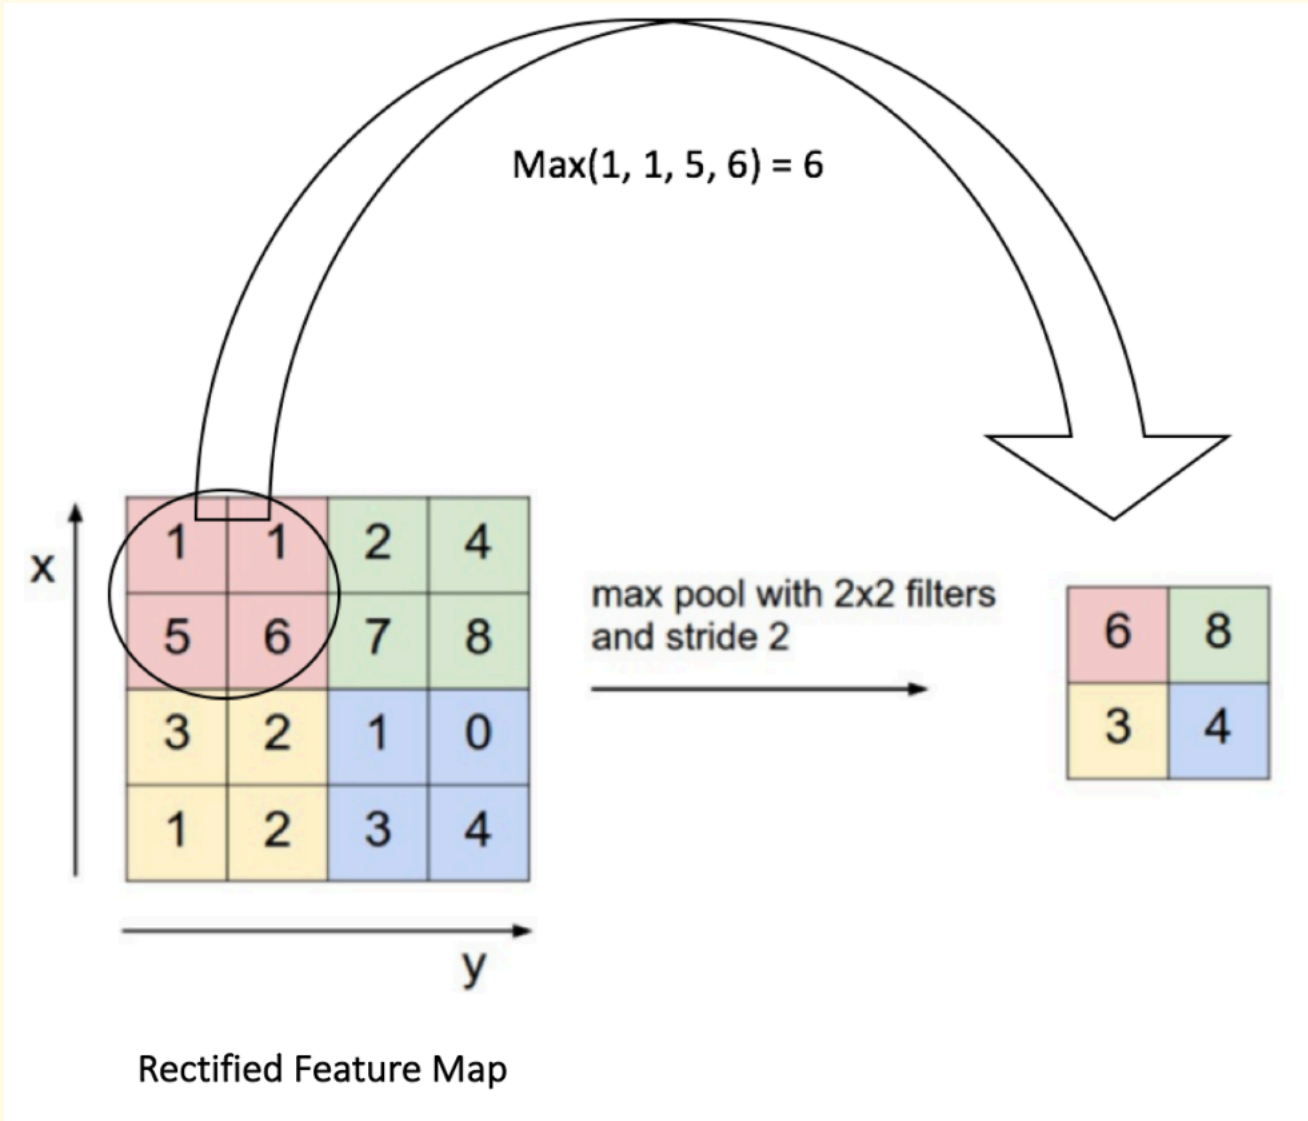 Max(1, 1, 5, 6) = 6
x
1 1 2 4
5 6 7 8
3 2 1 0
1 2 3 4
y
max pool with 2x2 filters
and stride 2
6 8
3 4
Rectified Feature Map